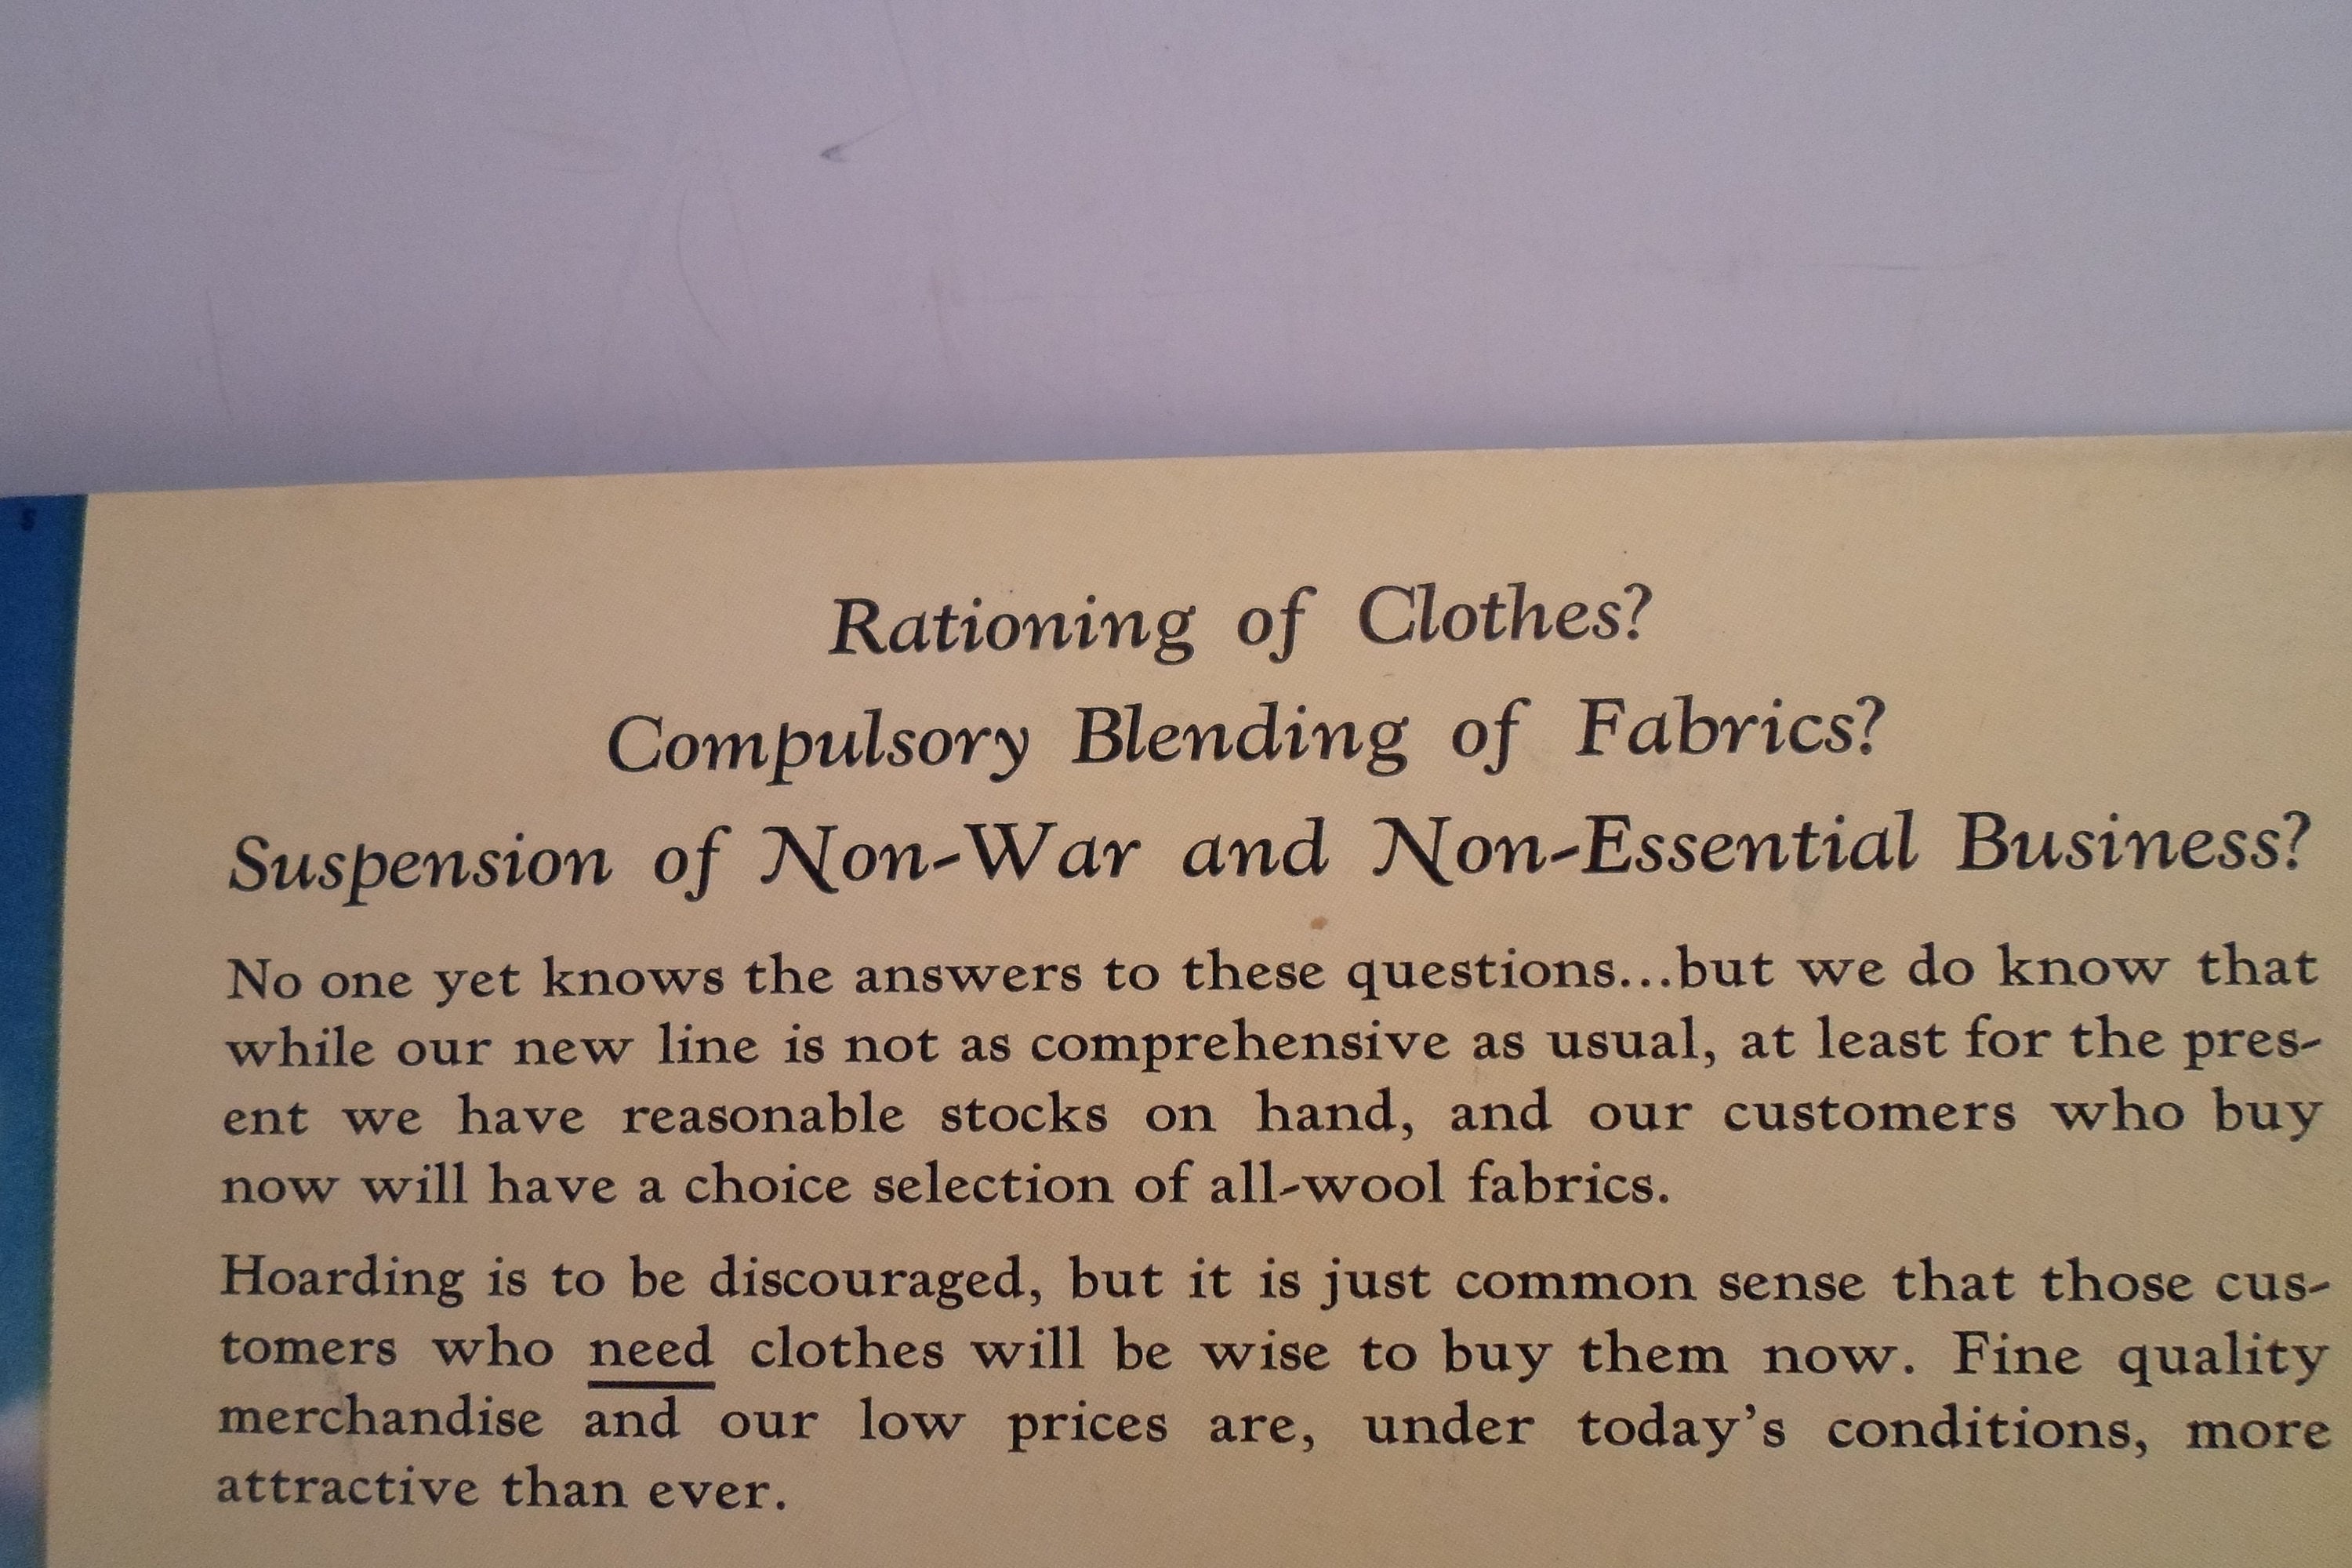 Rationing of Clothes?
Compulsory Blending of Fabrics?
Suspension of Non-War and Non-Essential Business?
No one yet knows the answers to these questions...but we do know that
while our new line is not as comprehensive as usual, at least for the pres-
ent we have reasonable stocks on hand, and our customers who buy
now will have a choice selection of all-wool fabrics.
Hoarding is to be discouraged, but it is just common sense that those cus-
tomers who need clothes will be wise to buy them now. Fine quality
merchandise and our low prices are, under today's conditions, more
attractive than ever.